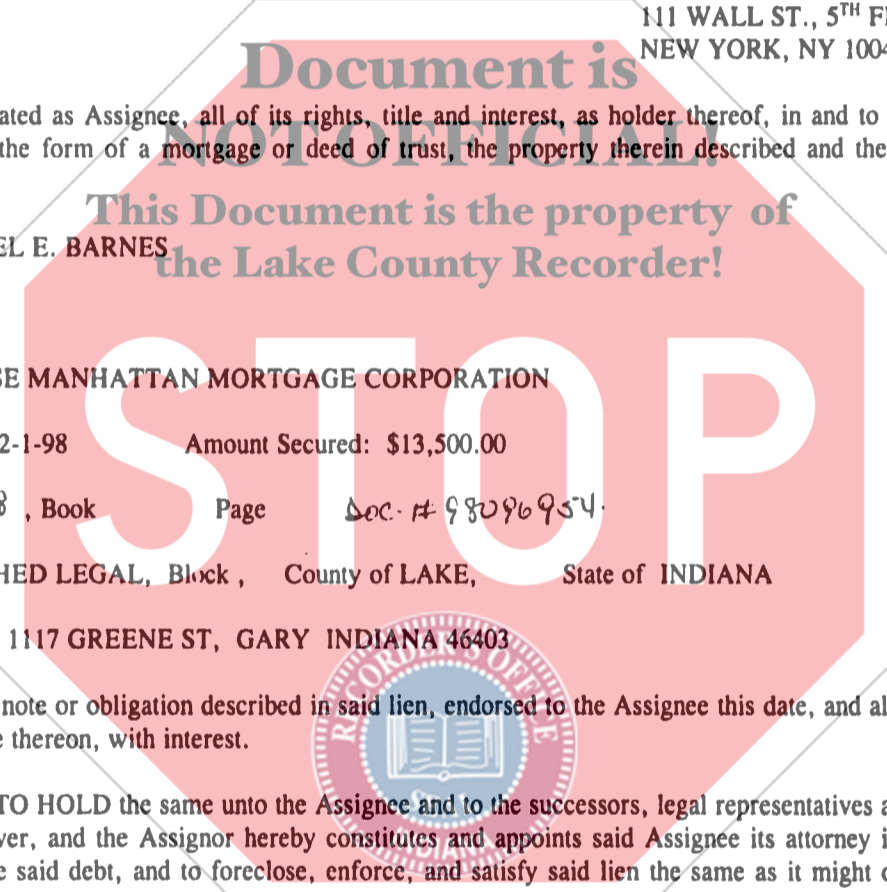 111 WALL ST., 5TH
NEW YORK, NY 1004
Document is
ated as Assignee, all of its rights, title and interest, as holder thereof, in and to
NOT OFFICIAL!
the form of a mortgage or deed of trust, the property therein described and the
This Document is the property of
EL E. BARNES
the Lake County Recorder!
STOP
SE MANHATTAN MORTGAGE CORPORATION
2-1-98 Amount Secured: $13,500.00
8 , Book Page Doc. # 98096954.
HED LEGAL, Block , County of LAKE, State of INDIANA
1117 GREENE ST, GARY INDIANA 46403
RECORDER'S OFFICE
note or obligation described in said lien, endorsed to the Assignee this date, and al
e thereon, with interest.
SEAL
TO HOLD the same unto the Assignee and to the successors, legal representatives a
INDIANA
ver, and the Assignor hereby constitutes and appoints said Assignee its attorney i
e said debt, and to foreclose, enforce, and satisfy said lien the same as it might